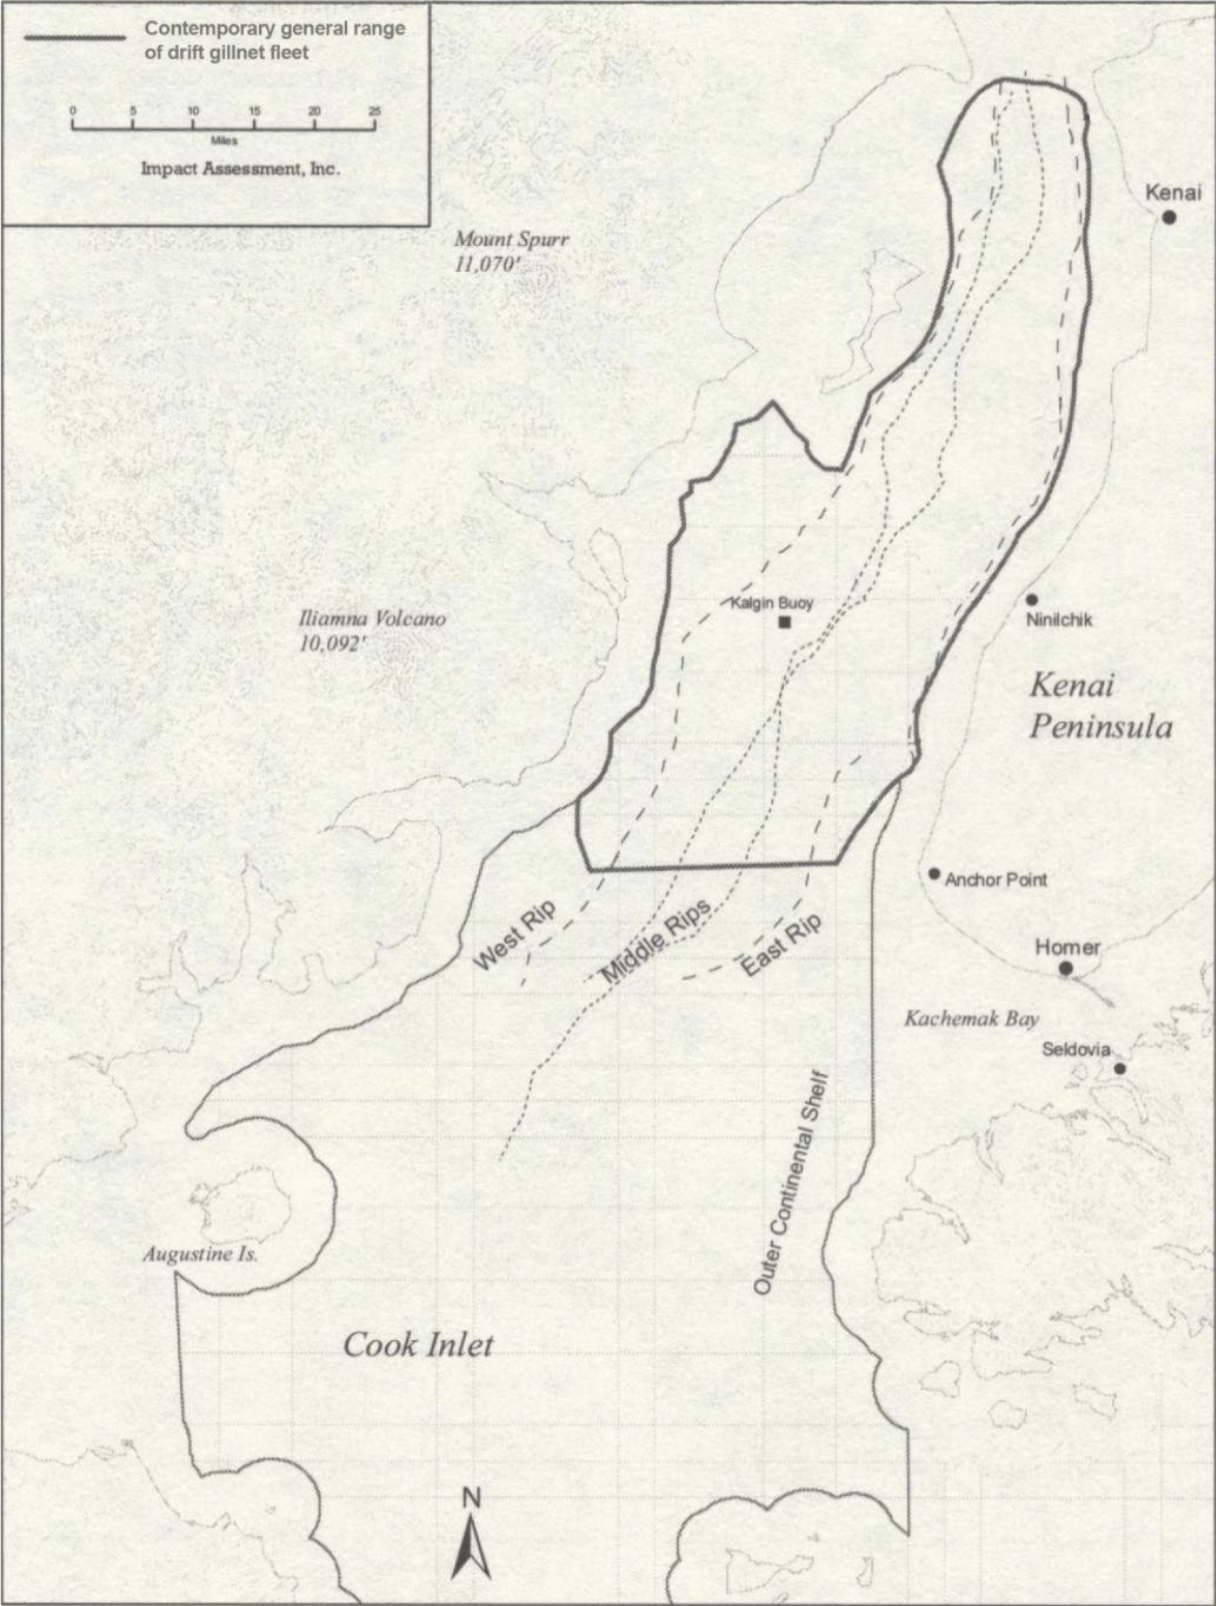 Contemporary general range
of drift gillnet fleet
0 5 10 15 20 25
Miles
Impact Assessment, Inc.
Kenai
Mount Spurr
11,070'
Kalgin Buoy
Iliamna Volcano
10,092'
Ninilchik
Kenai
Peninsula
Anchor Point
West Rip
Middle Rips
East Rip
Homer
Kachemak Bay
Seldovia
Outer Continental Shelf
Augustine Is.
Cook Inlet
N